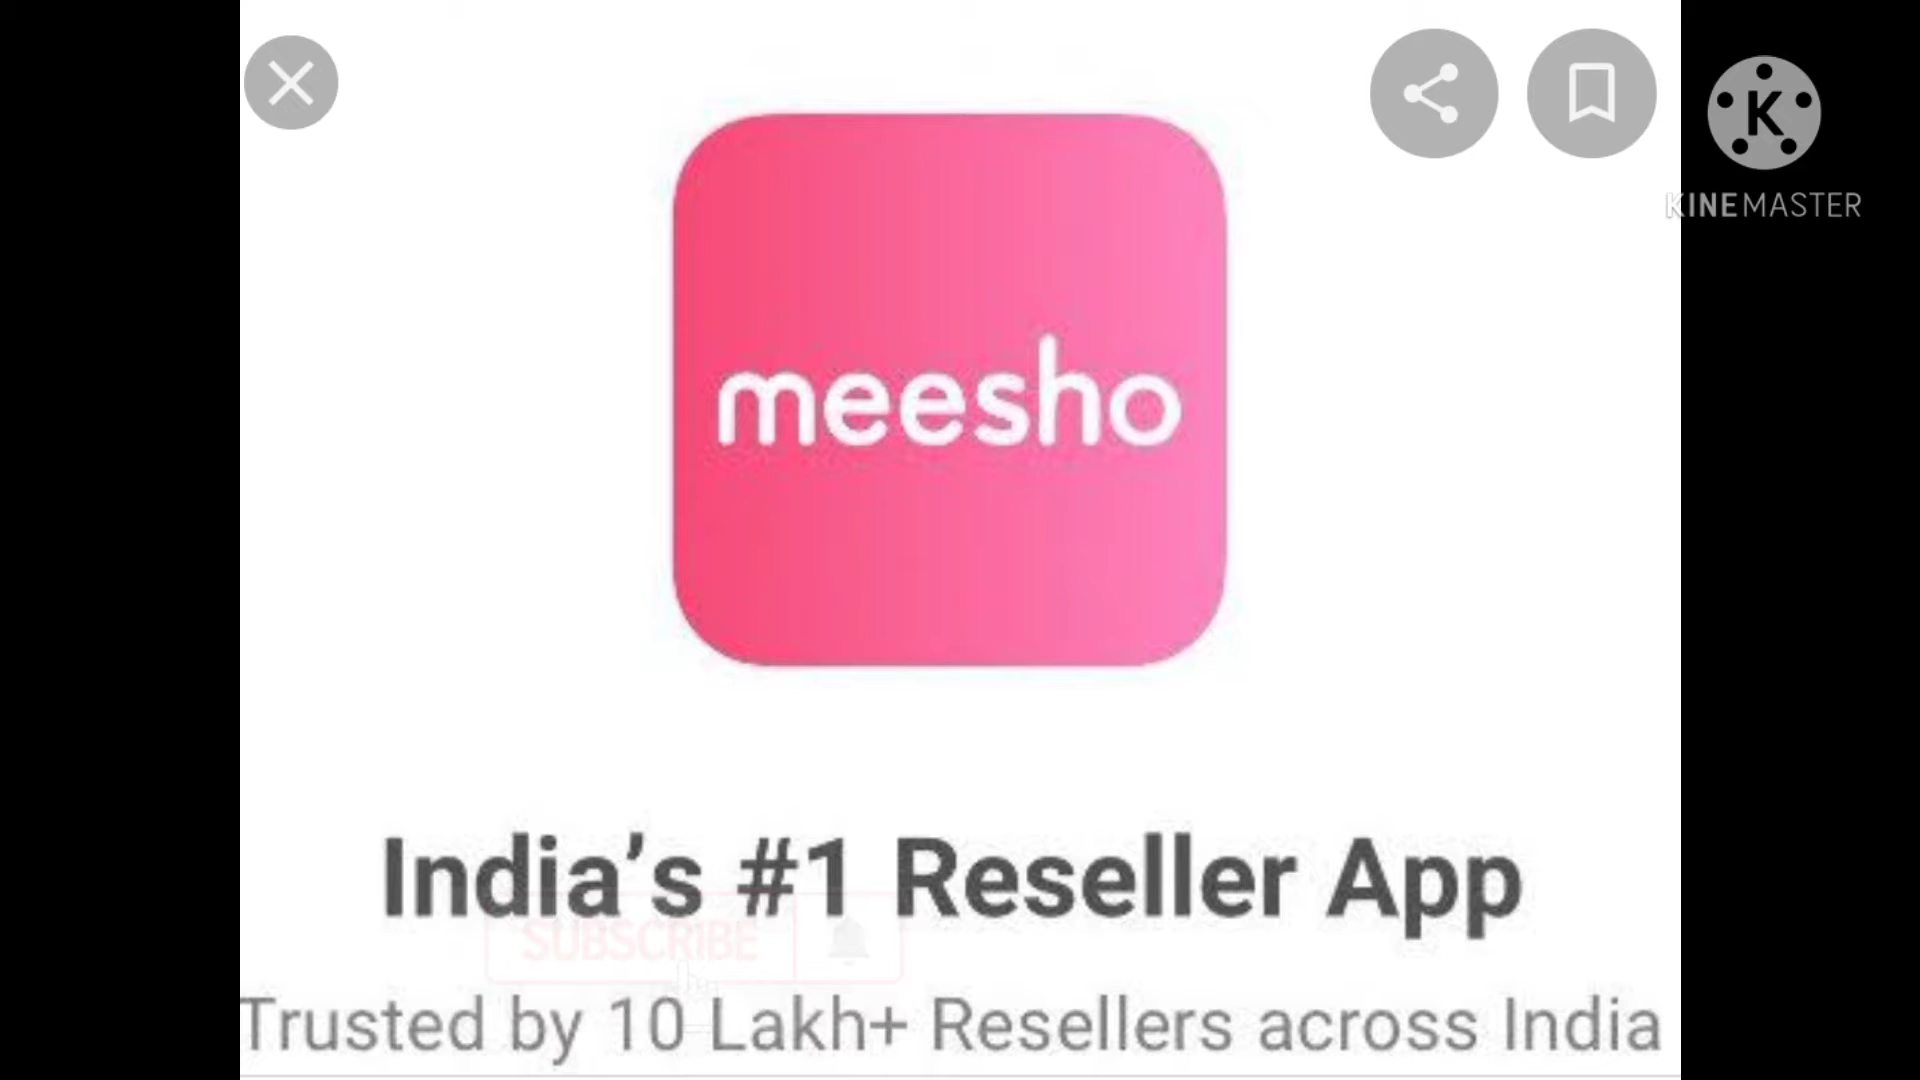 K
KINEMASTER
meesho
India’s #1 Reseller App
SUBSCRIBE
Trusted by 10 Lakh+ Resellers across India